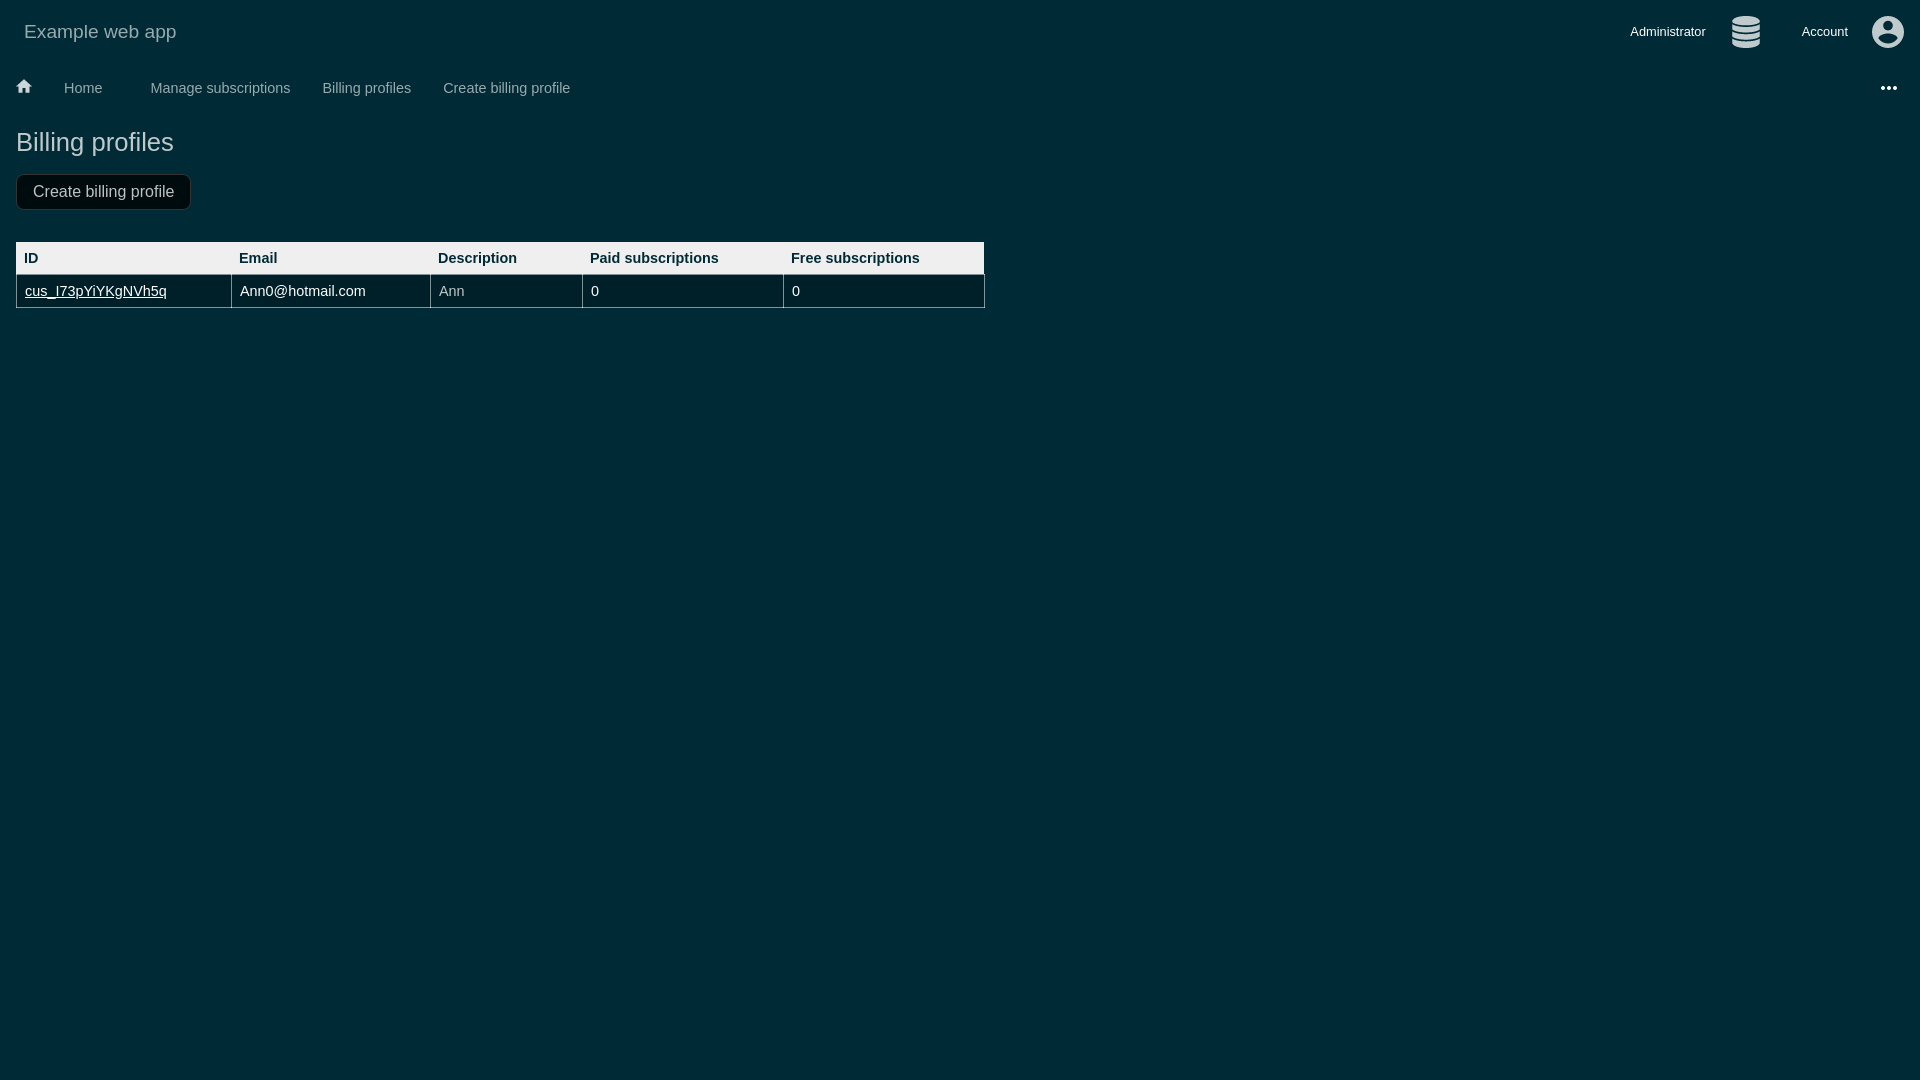 Example web app
Administrator
Account
Home
Manage subscriptions
Billing profiles
Create billing profile
Billing profiles
Create billing profile
ID Email Description Paid subscriptions Free subscriptions
cus_I73pYiYKgNVh5q Ann0@hotmail.com Ann 0 0